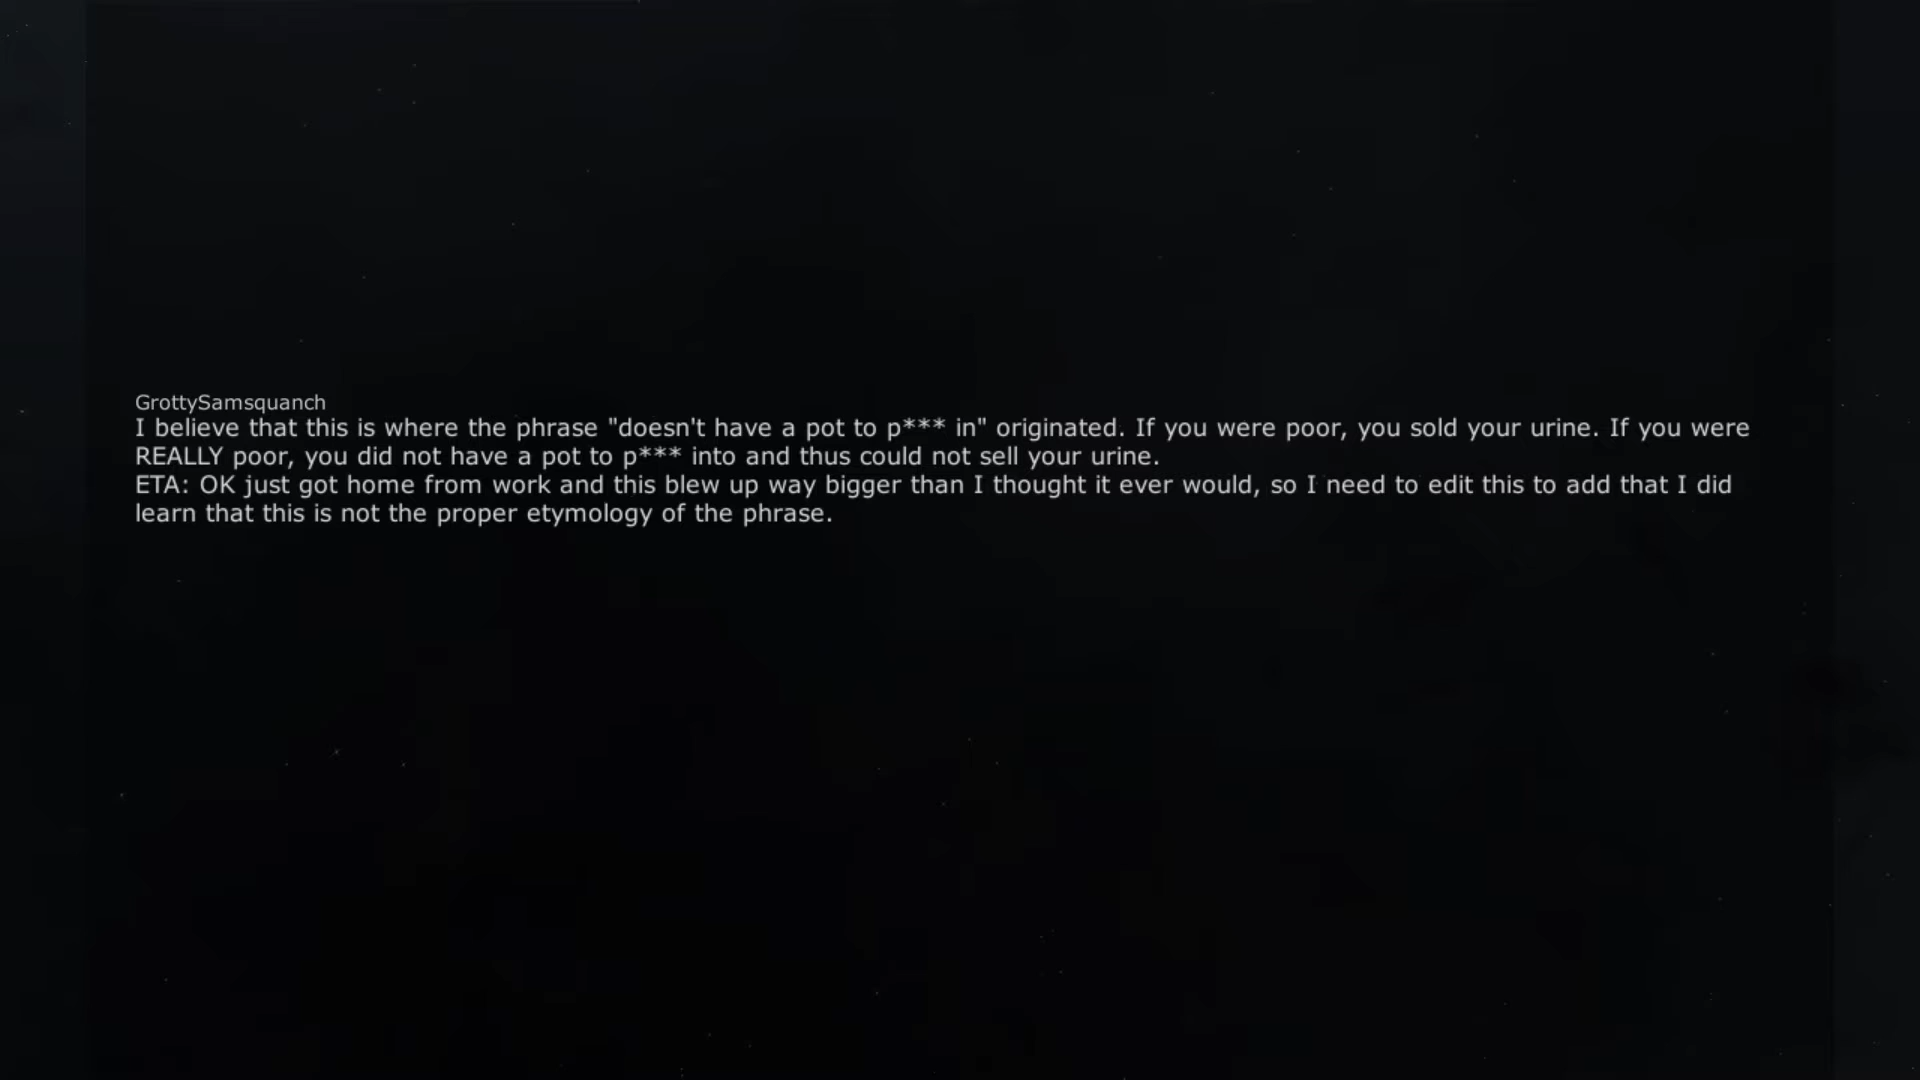 GrottySamsquanch
I believe that this is where the phrase "doesn't have a pot to p*** in" originated. If you were poor, you sold your urine. If you were
REALLY poor, you did not have a pot to p*** into and thus could not sell your urine.
ETA: OK just got home from work and this blew up way bigger than I thought it ever would, so I need to edit this to add that I did
learn that this is not the proper etymology of the phrase.